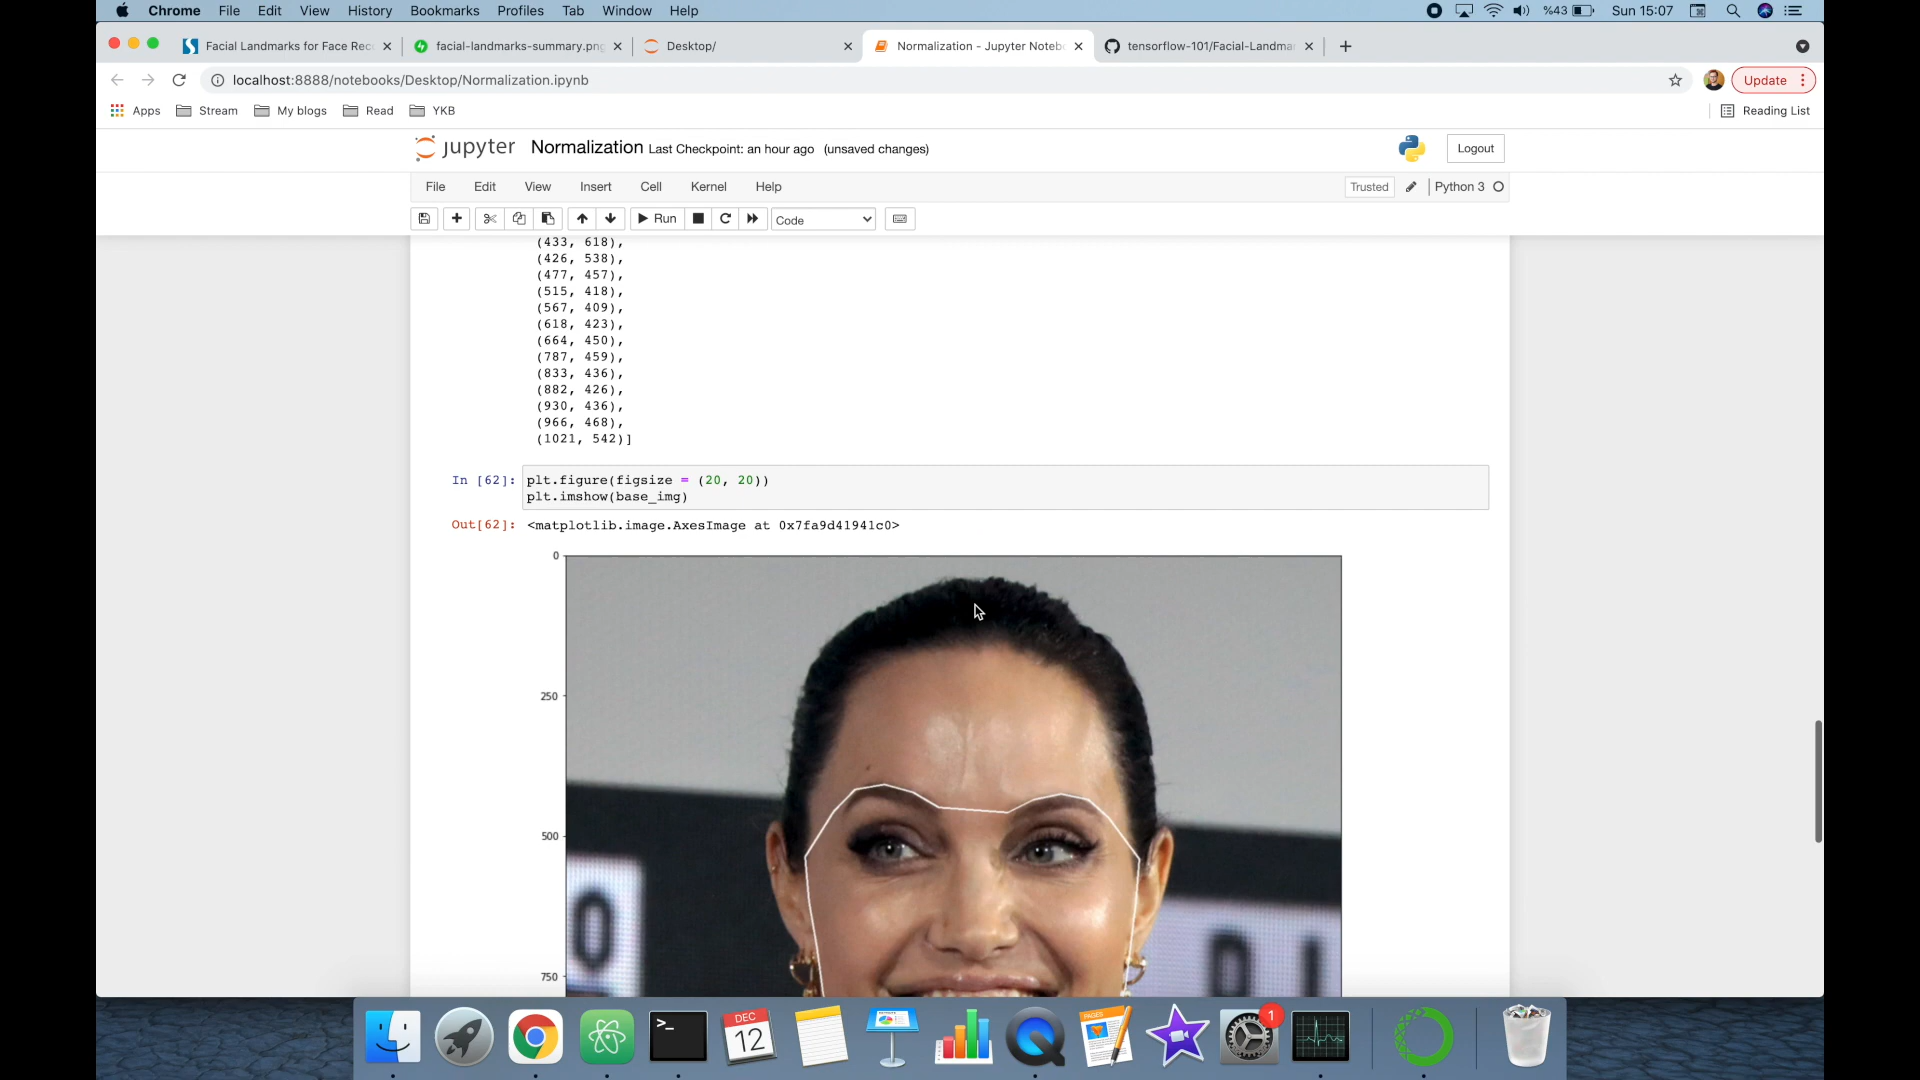 Chrome File Edit View History Bookmarks Profiles Tab Window Help %43 Sun 15:07
Facial Landmarks for Face Rec facial-landmarks-summary.png Desktop/ Normalization - Jupyter Noteb tensorflow-101/Facial-Landma
localhost:8888/notebooks/Desktop/Normalization.ipynb Update
Apps Stream My blogs Read YKB Reading List
jupyter Normalization Last Checkpoint: an hour ago (unsaved changes) Logout
File Edit View Insert Cell Kernel Help Trusted Python 3
Run Code
(433, 618),
(426, 538),
(477, 457),
(515, 418),
(567, 409),
(618, 423),
(664, 450),
(787, 459),
(833, 436),
(882, 426),
(930, 436),
(966, 468),
(1021, 542)]
In [62]: plt.figure(figsize = (20, 20))
plt.imshow(base_img)
Out[62]: <matplotlib.image.AxesImage at 0x7fa9d41941c0>
0
250
500
750
DEC
12
PAGES
1